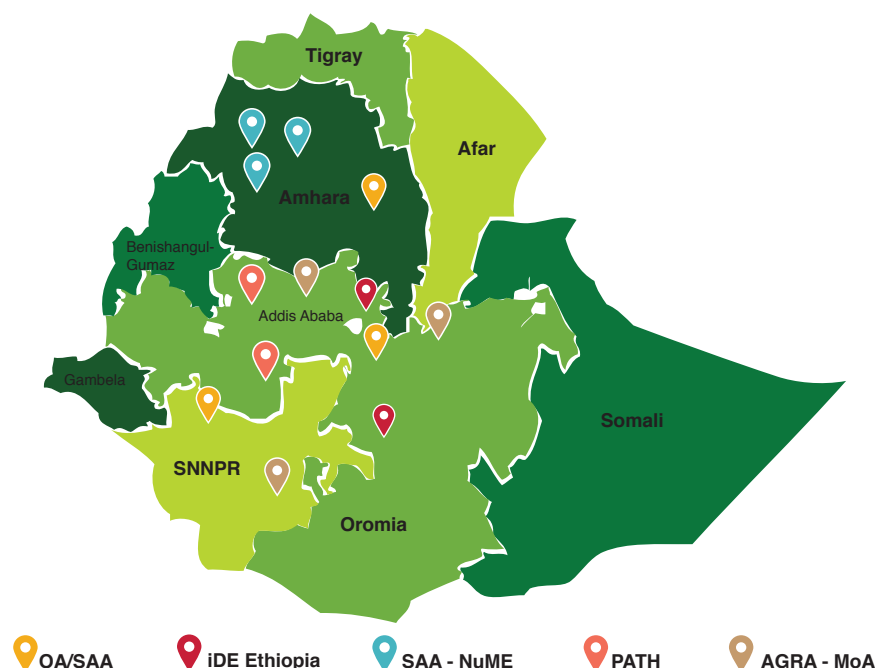 Tigray
Afar
Amhara
Benishangul-
Gumaz
Addis Ababa
Gambela
Somali
SNNPR
Oromia
OA/SAA
iDE Ethiopia
SAA - NuME
PATH
AGRA - MoA